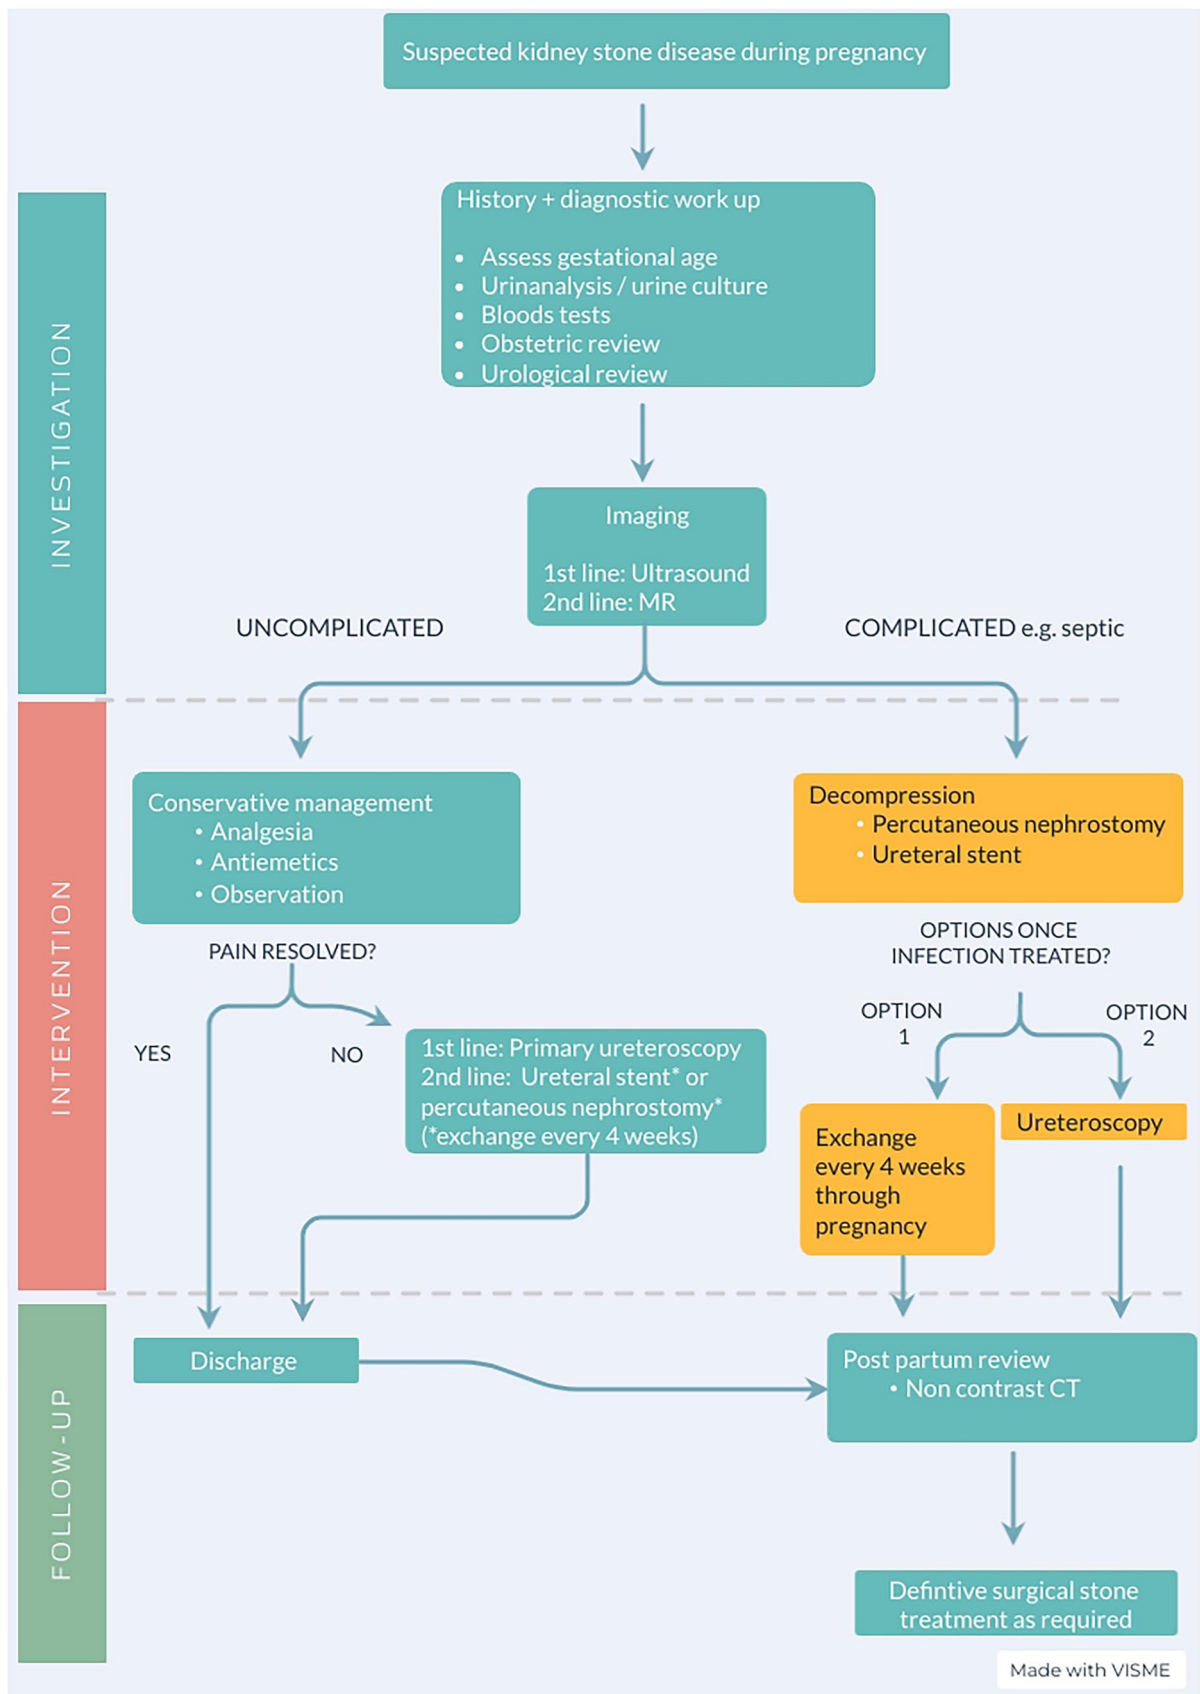 Suspected kidney stone disease during pregnancy
INVESTIGATION
History + diagnostic work up
• Assess gestational age
• Urinanalysis / urine culture
• Bloods tests
• Obstetric review
• Urological review
Imaging
1st line: Ultrasound
2nd line: MR
UNCOMPLICATED
COMPLICATED e.g. septic
INTERVENTION
Conservative management
• Analgesia
• Antiemetics
• Observation
Decompression
• Percutaneous nephrostomy
• Ureteral stent
PAIN RESOLVED?
YES
NO
1st line: Primary ureteroscopy
2nd line: Ureteral stent* or
percutaneous nephrostomy*
(*exchange every 4 weeks)
OPTIONS ONCE
INFECTION TREATED?
OPTION
1
OPTION
2
Exchange
every 4 weeks
through
pregnancy
Ureteroscopy
FOLLOW-UP
Discharge
Post partum review
• Non contrast CT
Defintive surgical stone
treatment as required
Made with VISME